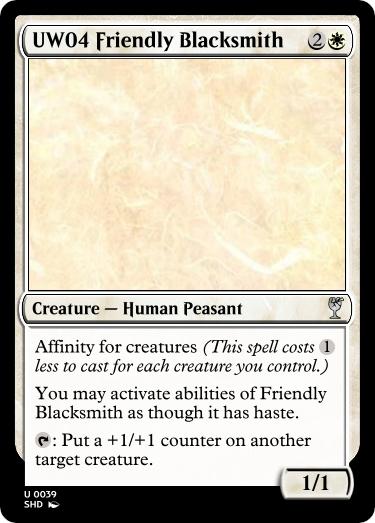 UW04 Friendly Blacksmith 2
Creature — Human Peasant
Affinity for creatures (This spell costs 1
less to cast for each creature you control.)
You may activate abilities of Friendly
Blacksmith as though it has haste.
: Put a +1/+1 counter on another
target creature.
1/1
U 0039
SHD